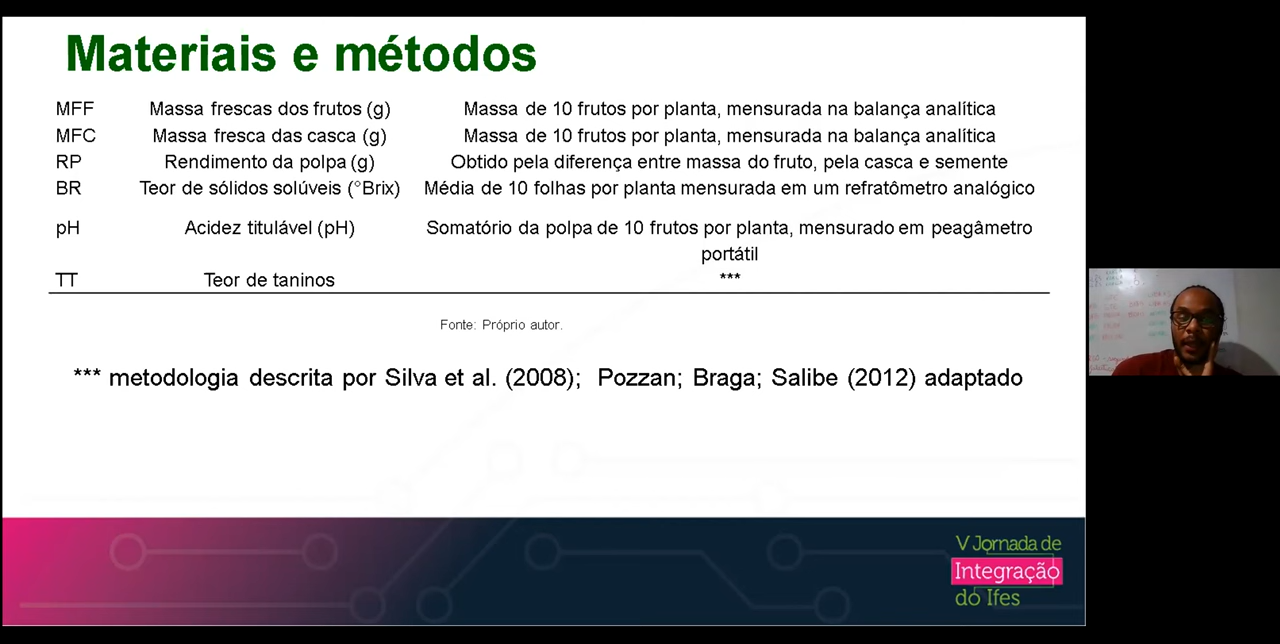 Materiais e métodos
MFF Massa frescas dos frutos (g) Massa de 10 frutos por planta, mensurada na balança analítica
MFC Massa fresca das casca (g) Massa de 10 frutos por planta, mensurada na balança analítica
RP Rendimento da polpa (g) Obtido pela diferença entre massa do fruto, pela casca e semente
BR Teor de sólidos solúveis (°Brix) Média de 10 folhas por planta mensurada em um refratômetro analógico
pH Acidez titulável (pH) Somatório da polpa de 10 frutos por planta, mensurado em peagâmetro
portátil
TT Teor de taninos ***
Fonte: Próprio autor.
*** metodologia descrita por Silva et al. (2008); Pozzan; Braga; Salibe (2012) adaptado
V Jornada de
Integração
do Ifes